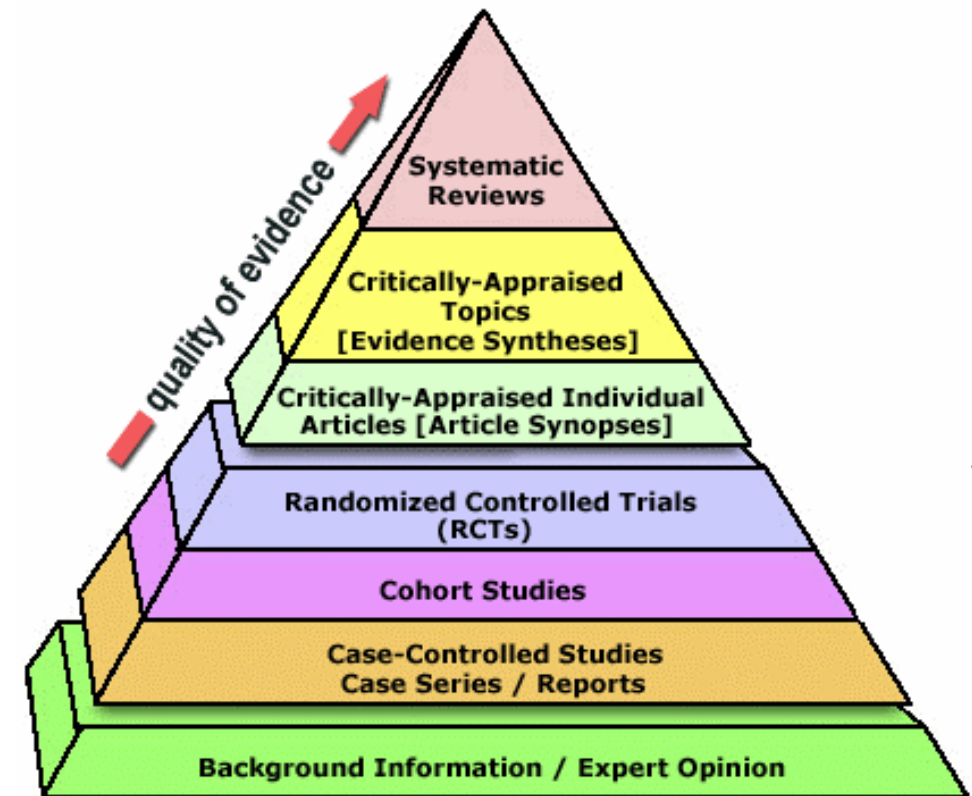 quality of evidence
Systematic
Reviews
Critically-Appraised
Topics
[Evidence Syntheses]
Critically-Appraised Individual
Articles [Article Synopses]
Randomized Controlled Trials
(RCTs)
Cohort Studies
Case-Controlled Studies
Case Series / Reports
Background Information / Expert Opinion